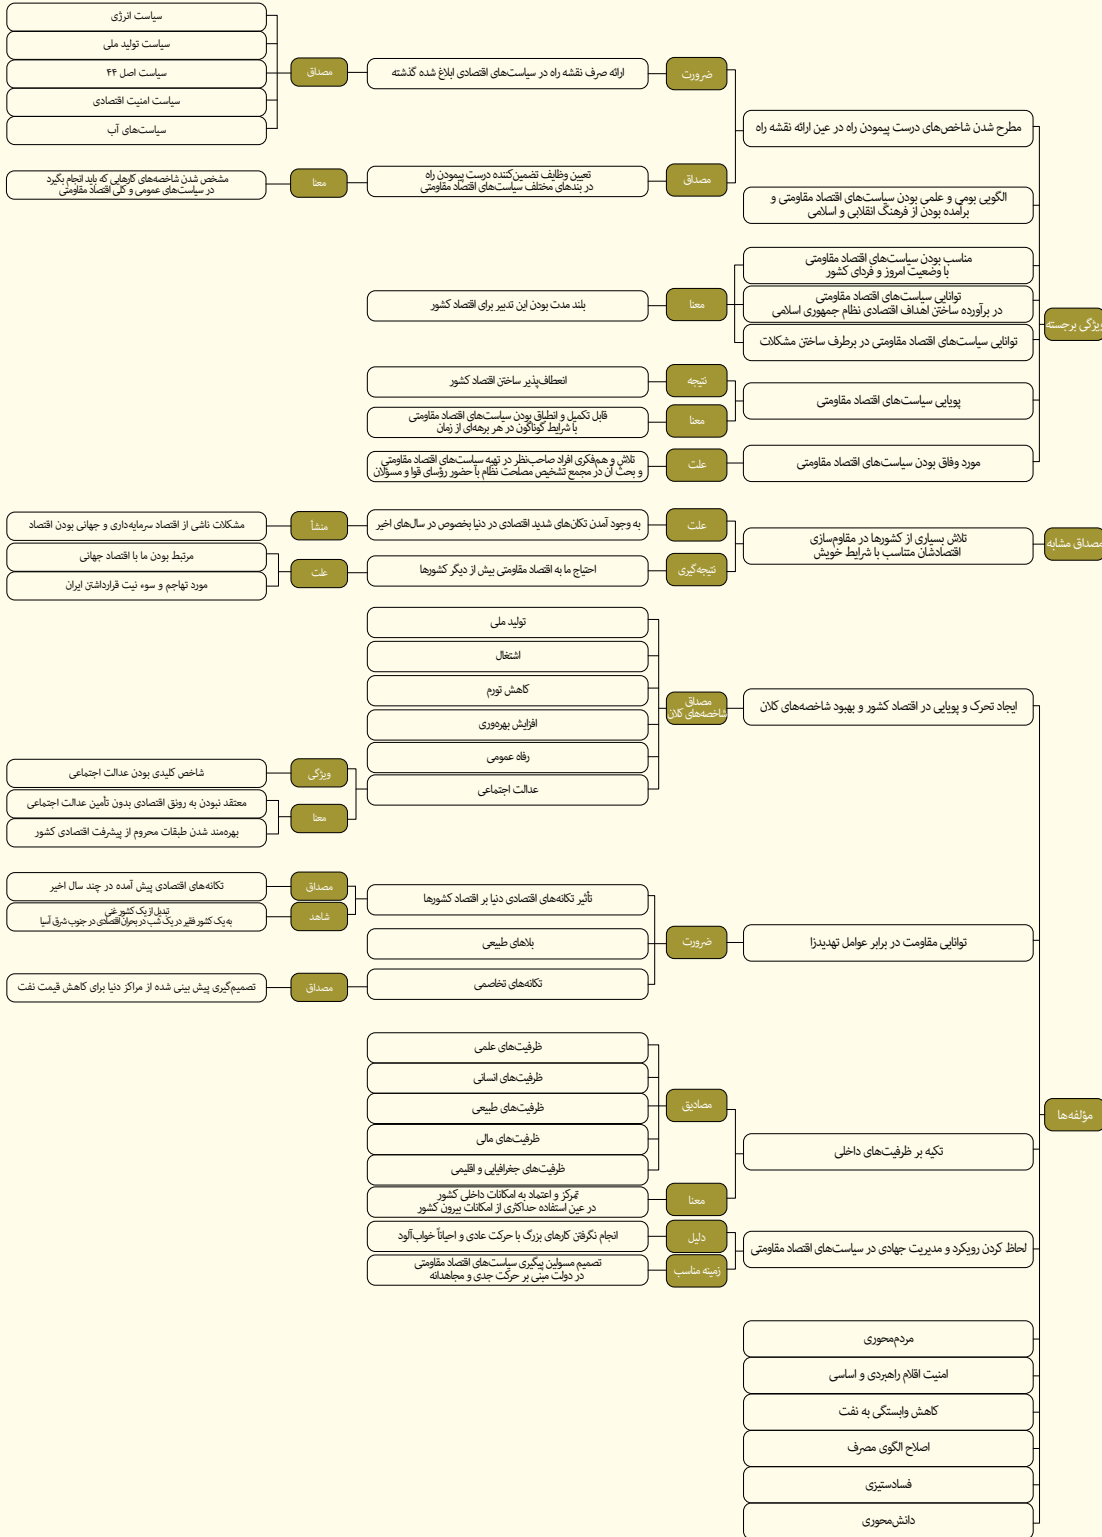 ویژگی برجسته
مطرح شدن شاخص‌های درست پیمودن راه در عین ارائه نقشه راه
ضرورت
ارائه صرف نقشه راه در سیاست‌های اقتصادی ابلاغ شده گذشته
مصداق
سیاست انرژی
سیاست تولید ملی
سیاست اصل ۴۴
سیاست امنیت اقتصادی
سیاست‌های آب
مصداق
تعیین وظایف تضمین‌کننده درست پیمودن راه
در بندهای مختلف سیاست‌های اقتصاد مقاومتی
معنا
مشخص شدن شاخصه‌های کارهایی که باید انجام بگیرد
در سیاست‌های عمومی و کلی اقتصاد مقاومتی
الگویی بومی و علمی بودن سیاست‌های اقتصاد مقاومتی و
برآمده بودن از فرهنگ انقلابی و اسلامی
مناسب بودن سیاست‌های اقتصاد مقاومتی
با وضعیت امروز و فردای کشور
توانایی سیاست‌های اقتصاد مقاومتی
در برآورده ساختن اهداف اقتصادی نظام جمهوری اسلامی
توانایی سیاست‌های اقتصاد مقاومتی در برطرف ساختن مشکلات
معنا
بلند مدت بودن این تدبیر برای اقتصاد کشور
پویایی سیاست‌های اقتصاد مقاومتی
نتیجه
انعطاف‌پذیر ساختن اقتصاد کشور
معنا
قابل تکمیل و انطباق بودن سیاست‌های اقتصاد مقاومتی
با شرایط گوناگون در هر برهه‌ای از زمان
مورد وفاق بودن سیاست‌های اقتصاد مقاومتی
علت
تلاش و هم‌فکری افراد صاحب‌نظر در تهیه سیاست‌های اقتصاد مقاومتی
و بحث آن در مجمع تشخیص مصلحت نظام با حضور رؤسای قوا و مسؤلان
مصداق مشابه
تلاش بسیاری از کشورها در مقاوم‌سازی
اقتصادشان متناسب با شرایط خویش
علت
به وجود آمدن تکان‌های شدید اقتصادی در دنیا بخصوص در سال‌های اخیر
منشأ
مشکلات ناشی از اقتصاد سرمایه‌داری و جهانی بودن اقتصاد
نتیجه‌گیری
احتیاج ما به اقتصاد مقاومتی بیش از دیگر کشورها
علت
مرتبط بودن ما با اقتصاد جهانی
مورد تهاجم و سوء نیت قرارداشتن ایران
مؤلفه‌ها
ایجاد تحرک و پویایی در اقتصاد کشور و بهبود شاخصه‌های کلان
مصداق
شاخصه‌های کلان
تولید ملی
اشتغال
کاهش تورم
افزایش بهره‌وری
رفاه عمومی
عدالت اجتماعی
ویژگی
شاخص کلیدی بودن عدالت اجتماعی
معنا
معتقد نبودن به رونق اقتصادی بدون تأمین عدالت اجتماعی
بهره‌مند شدن طبقات محروم از پیشرفت اقتصادی کشور
توانایی مقاومت در برابر عوامل تهدیدزا
ضرورت
تأثیر تکانه‌های اقتصادی دنیا بر اقتصاد کشورها
مصداق
تکانه‌های اقتصادی پیش آمده در چند سال اخیر
شاهد
تبدیل از یک کشور غنی
به یک کشور فقیر در یک شب در بحران اقتصادی در جنوب شرق آسیا
بلاهای طبیعی
تکانه‌های تخاصمی
مصداق
تصمیم‌گیری پیش بینی شده از مراکز دنیا برای کاهش قیمت نفت
تکیه بر ظرفیت‌های داخلی
مصادیق
ظرفیت‌های علمی
ظرفیت‌های انسانی
ظرفیت‌های طبیعی
ظرفیت‌های مالی
ظرفیت‌های جغرافیایی و اقلیمی
معنا
تمرکز و اعتماد به امکانات داخلی کشور
در عین استفاده حداکثری از امکانات بیرون کشور
لحاظ کردن رویکرد و مدیریت جهادی در سیاست‌های اقتصاد مقاومتی
دلیل
انجام نگرفتن کارهای بزرگ با حرکت عادی و احیاناً خواب‌آلود
زمینه مناسب
تصمیم مسولین پیگیری سیاست‌های اقتصاد مقاومتی
در دولت مبنی بر حرکت جدی و مجاهدانه
مردم‌محوری
امنیت اقلام راهبردی و اساسی
کاهش وابستگی به نفت
اصلاح الگوی مصرف
فسادستیزی
دانش‌محوری